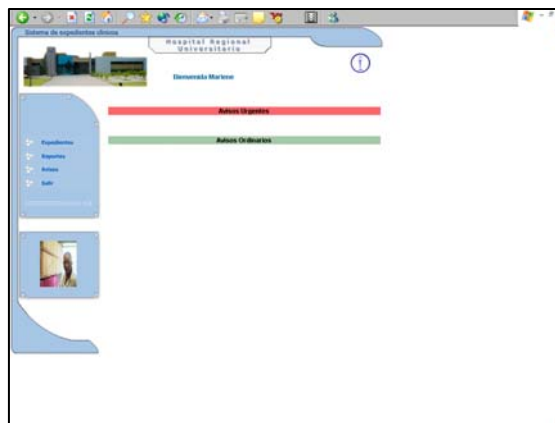 Sistema de expedientes clínicos
Hospital Regional
Universitario
Bienvenida Marlene
Avisos Urgentes
Avisos Ordinarios
Expedientes
Reportes
Avisos
Salir